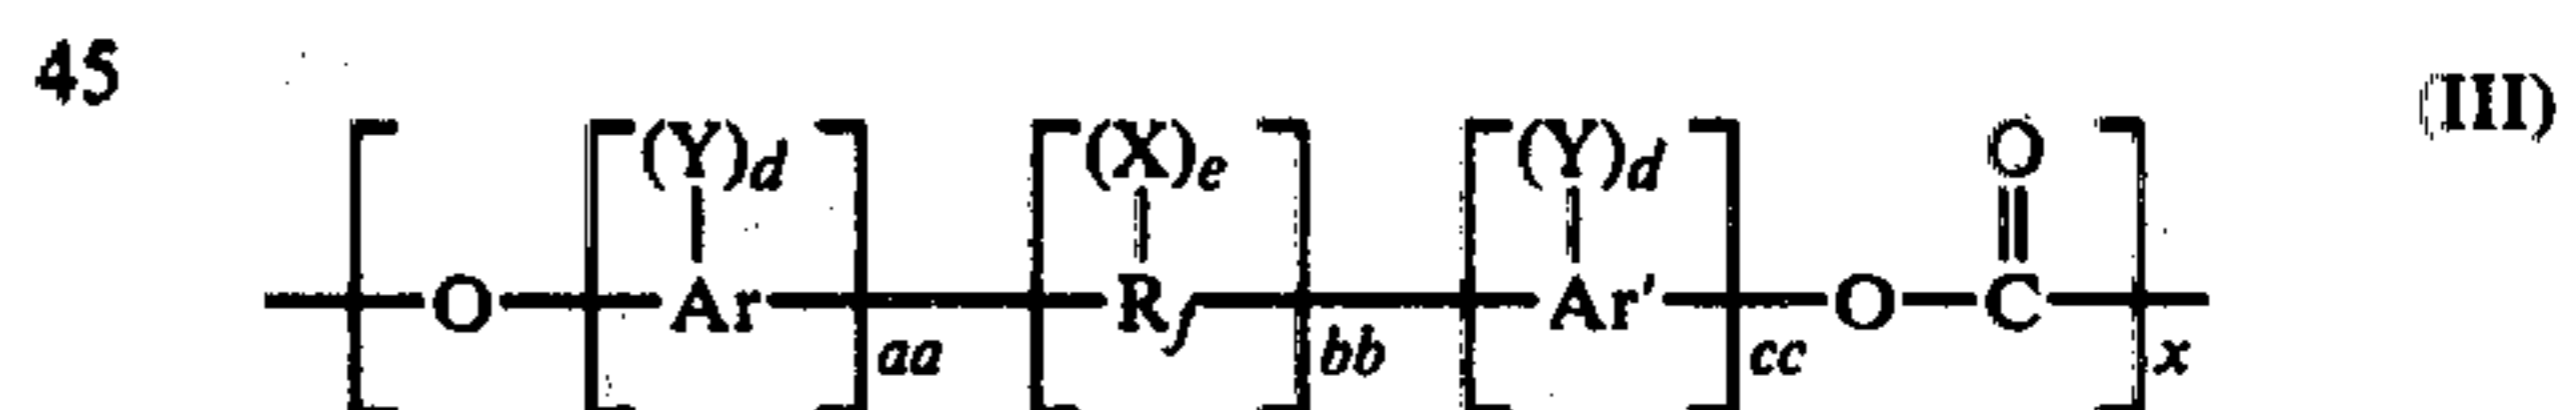 45
(III)
(Y)d (X)e (Y)d O
O Ar aa Rf bb Ar' cc O C x